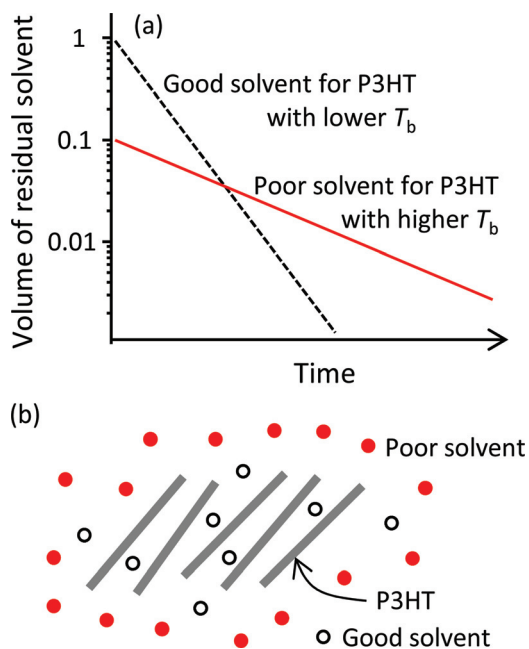 (a)
1
0.1
0.01
Volume of residual solvent
Good solvent for P3HT
with lower Tb
Poor solvent for P3HT
with higher Tb
Time
(b)
Poor solvent
P3HT
Good solvent